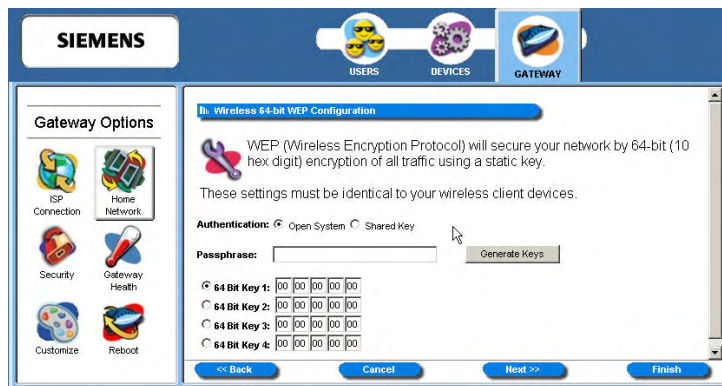 SIEMENS
USERS
DEVICES
GATEWAY
Gateway Options
ISP
Connection
Home
Network
Security
Gateway
Health
Customize
Reboot
Wireless 64-bit WEP Configuration
WEP (Wireless Encryption Protocol) will secure your network by 64-bit (10
hex digit) encryption of all traffic using a static key.
These settings must be identical to your wireless client devices.
Authentication: Open System Shared Key
Passphrase: Generate Keys
64 Bit Key 1: 00 00 00 00 00
64 Bit Key 2: 00 00 00 00 00
64 Bit Key 3: 00 00 00 00 00
64 Bit Key 4: 00 00 00 00 00
<< Back Cancel Next >> Finish